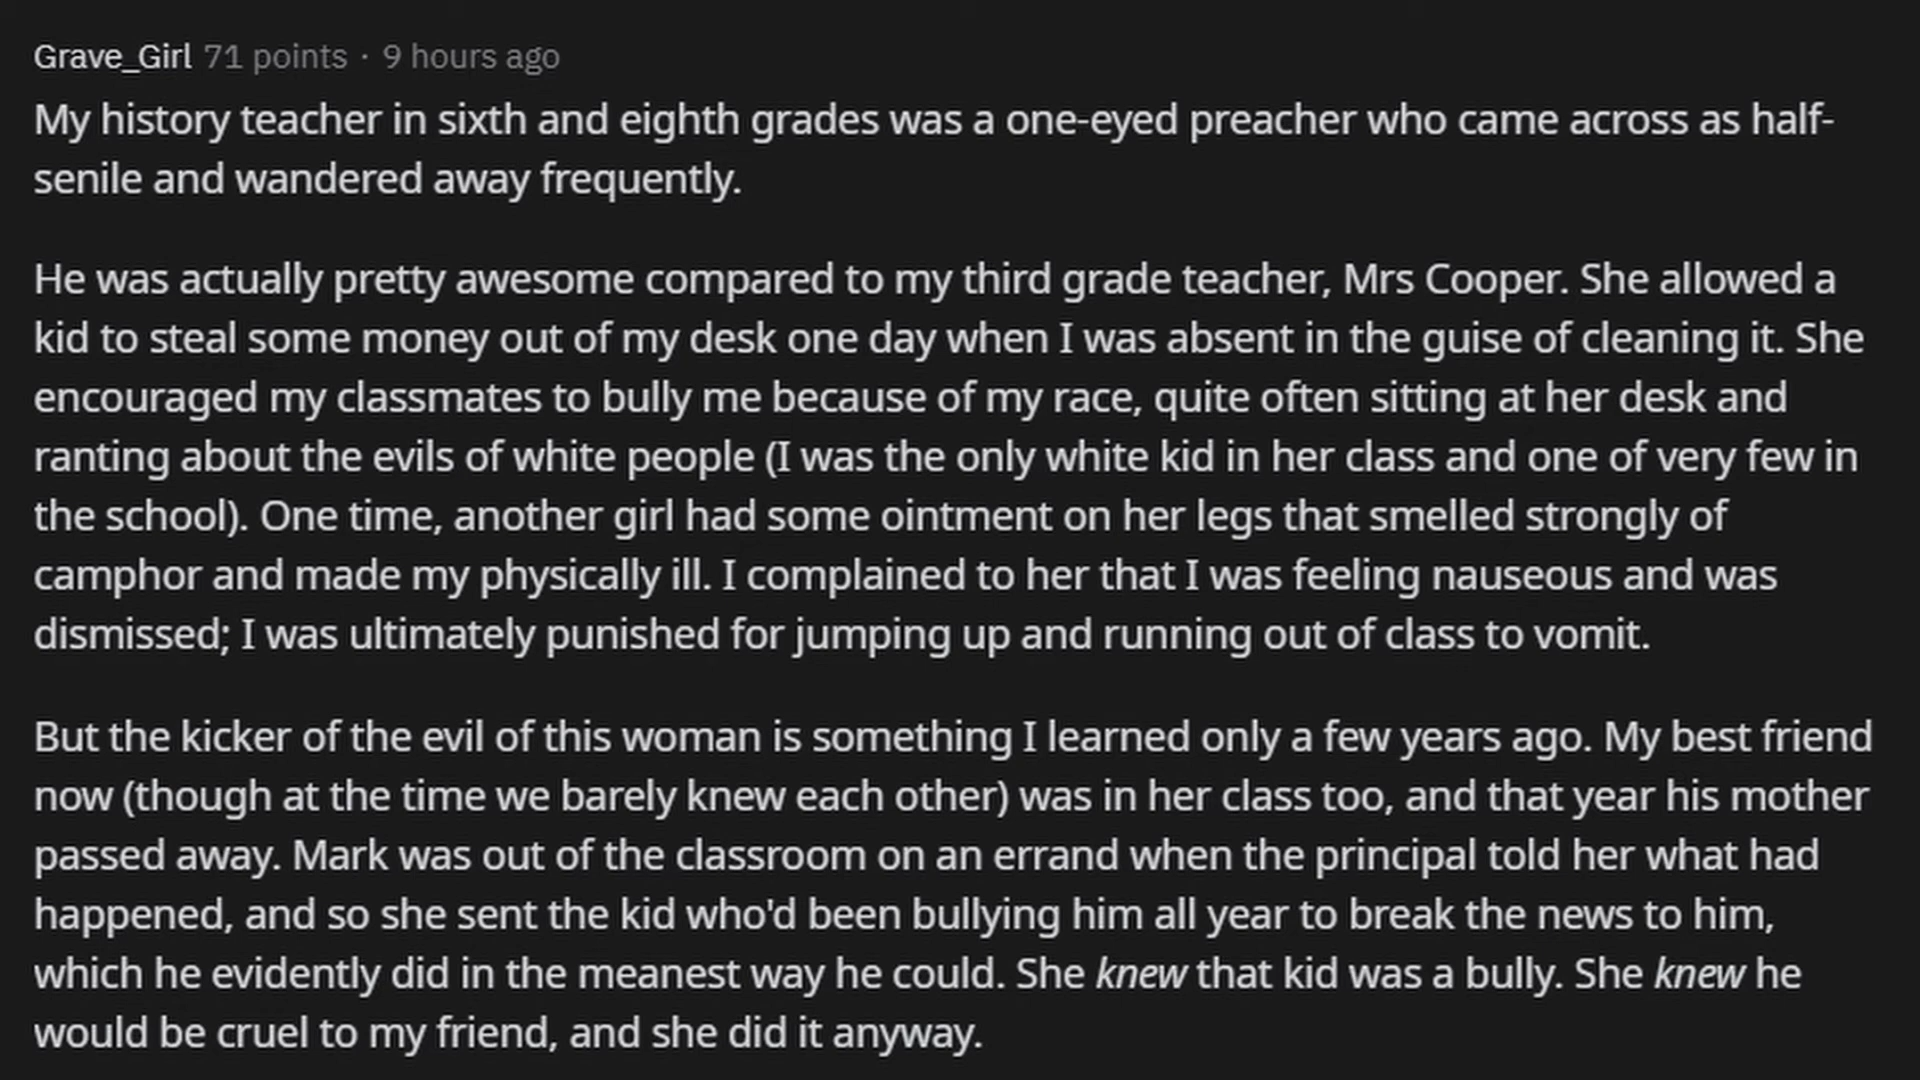 Grave_Girl 71 points · 9 hours ago
My history teacher in sixth and eighth grades was a one-eyed preacher who came across as half-
senile and wandered away frequently.
He was actually pretty awesome compared to my third grade teacher, Mrs Cooper. She allowed a
kid to steal some money out of my desk one day when I was absent in the guise of cleaning it. She
encouraged my classmates to bully me because of my race, quite often sitting at her desk and
ranting about the evils of white people (I was the only white kid in her class and one of very few in
the school). One time, another girl had some ointment on her legs that smelled strongly of
camphor and made my physically ill. I complained to her that I was feeling nauseous and was
dismissed; I was ultimately punished for jumping up and running out of class to vomit.
But the kicker of the evil of this woman is something I learned only a few years ago. My best friend
now (though at the time we barely knew each other) was in her class too, and that year his mother
passed away. Mark was out of the classroom on an errand when the principal told her what had
happened, and so she sent the kid who'd been bullying him all year to break the news to him,
which he evidently did in the meanest way he could. She knew that kid was a bully. She knew he
would be cruel to my friend, and she did it anyway.